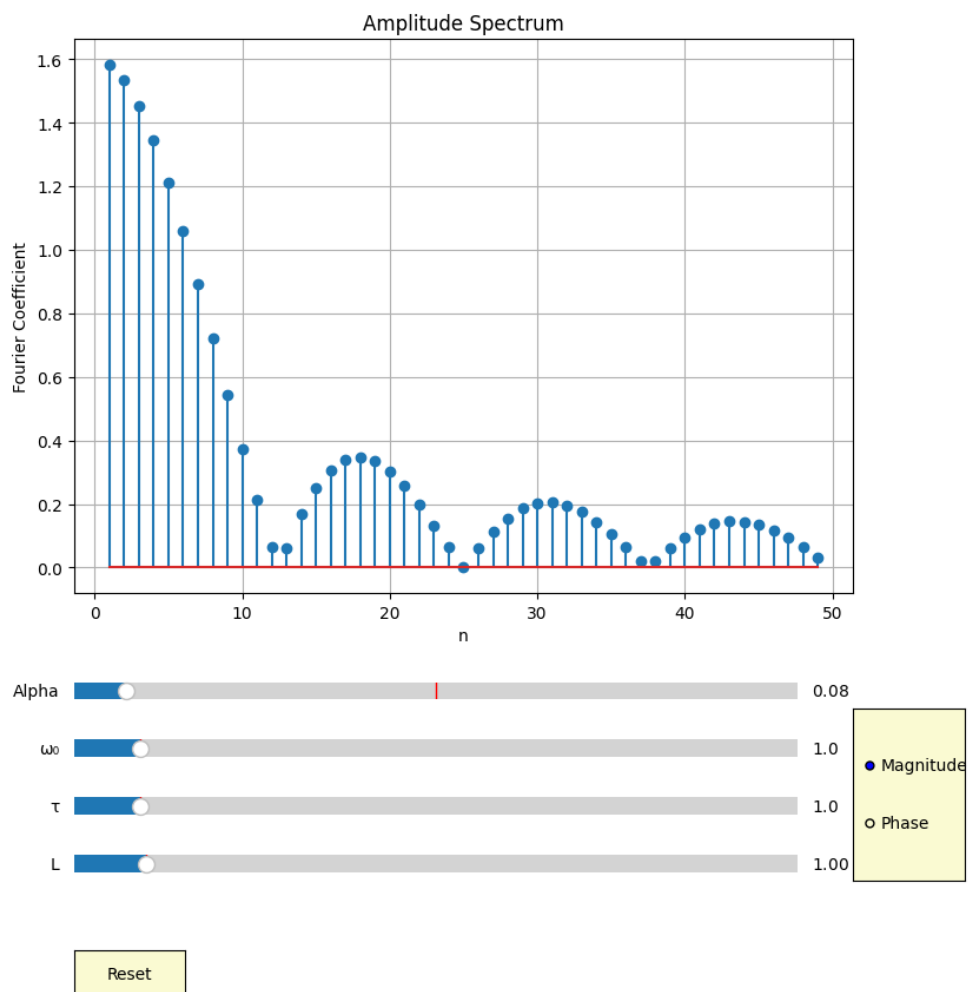 Amplitude Spectrum
Fourier Coefficient
1.6
1.4
1.2
1.0
0.8
0.6
0.4
0.2
0.0
0 10 20 30 40 50
n
Alpha 0.08
ω₀ 1.0
τ 1.0
L 1.00
Magnitude
Phase
Reset